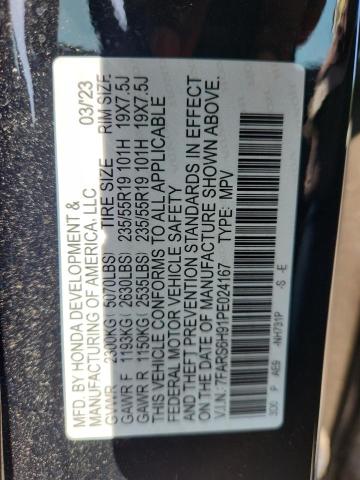 MFD. BY HONDA DEVELOPMENT &
MANUFACTURING OF AMERICA, LLC 03/23
GVWR 2300KG( 5070LBS) TIRE SIZE RIM SIZE
GAWR F 1193KG( 2630LBS) 235/55R19 101H 19X7.5J
GAWR R 1150KG( 2535LBS) 235/55R19 101H 19X7.5J
THIS VEHICLE CONFORMS TO ALL APPLICABLE
FEDERAL MOTOR VEHICLE SAFETY
AND THEFT PREVENTION STANDARDS IN EFFECT
ON THE DATE OF MANUFACTURE SHOWN ABOVE.
V.I.N.: 7FARS6H91PE024167 TYPE: MPV
S -E
3D0 P AE9 -NH731P